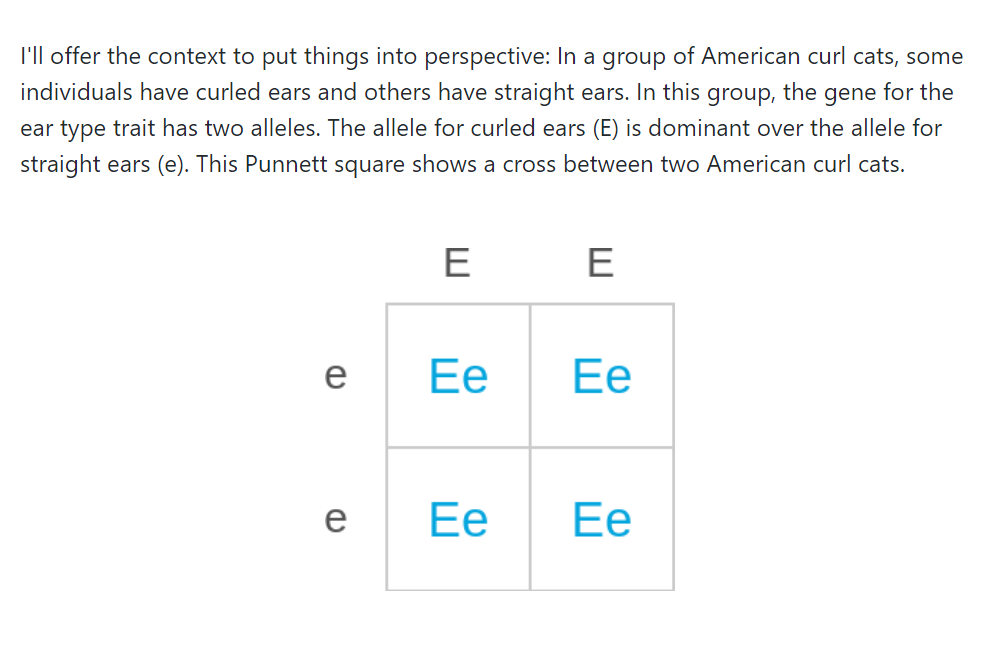 I'll offer the context to put things into perspective: In a group of American curl cats, some
individuals have curled ears and others have straight ears. In this group, the gene for the
ear type trait has two alleles. The allele for curled ears (E) is dominant over the allele for
straight ears (e). This Punnett square shows a cross between two American curl cats.
E E
e Ee Ee
e Ee Ee